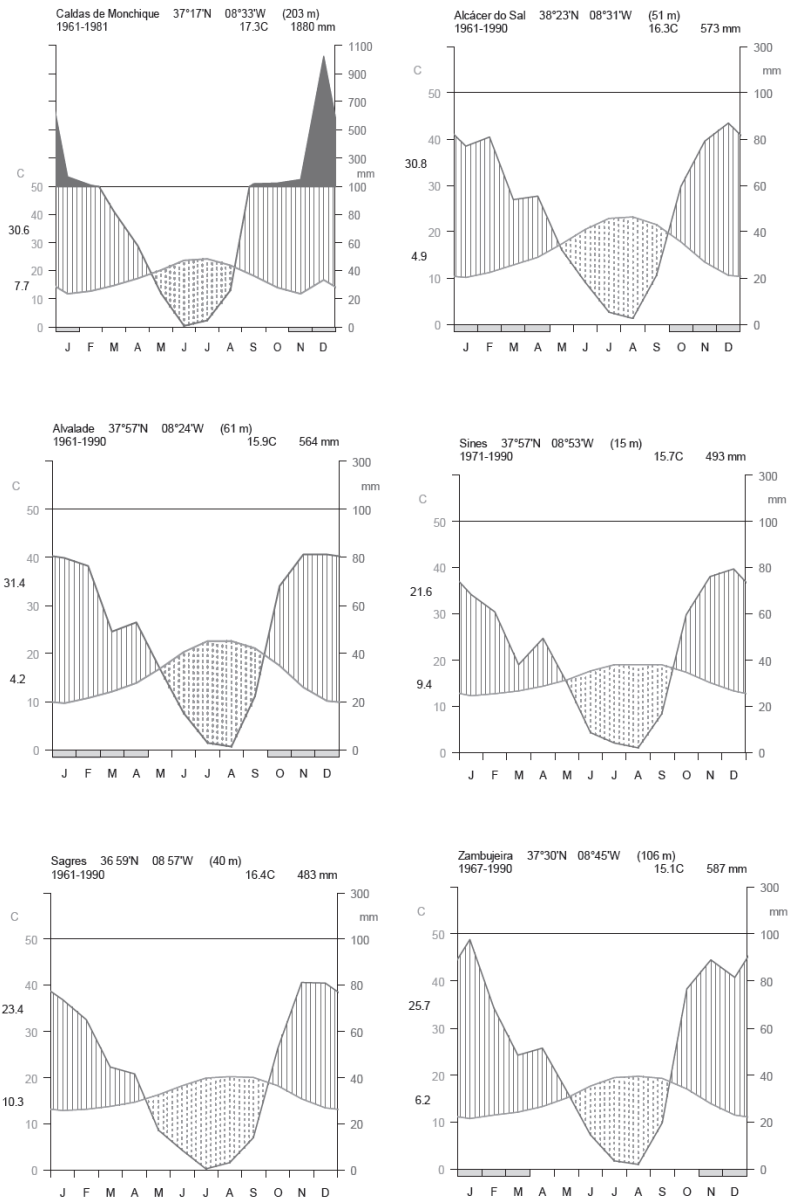 Caldas de Monchique 37°17'N 08°33'W (203 m)
1961-1981 17.3C 1880 mm
1100
900
700
500
300
C mm
50 100
40 80
30.6
30 60
20 40
7.7
10 20
0 0
J F M A M J J A S O N D
Alcácer do Sal 38°23'N 08°31'W (51 m)
1961-1990 16.3C 573 mm
300
C mm
50 100
40 80
30.8
30 60
20 40
4.9
10 20
0 0
J F M A M J J A S O N D
Alvalade 37°57'N 08°24'W (61 m)
1961-1990 15.9C 564 mm
300
C mm
50 100
40 80
31.4
30 60
20 40
4.2
10 20
0 0
J F M A M J J A S O N D
Sines 37°57'N 08°53'W (15 m)
1971-1990 15.7C 493 mm
300
C mm
50 100
40 80
21.6
30 60
20 40
9.4
10 20
0 0
J F M A M J J A S O N D
Sagres 36 59'N 08 57'W (40 m)
1961-1990 16.4C 483 mm
300
C mm
50 100
40 80
23.4
30 60
20 40
10.3
10 20
0 0
J F M A M J J A S O N D
Zambujeira 37°30'N 08°45'W (106 m)
1967-1990 15.1C 587 mm
300
C mm
50 100
40 80
25.7
30 60
20 40
6.2
10 20
0 0
J F M A M J J A S O N D